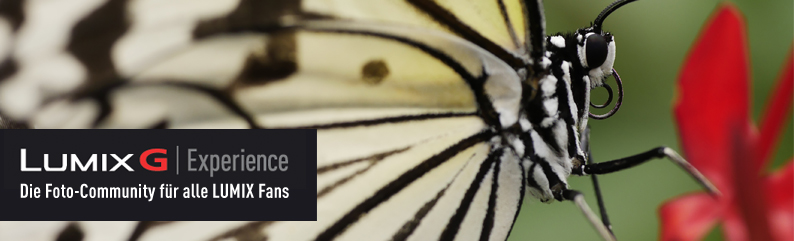 LUMIX G | Experience
Die Foto-Community für alle LUMIX Fans